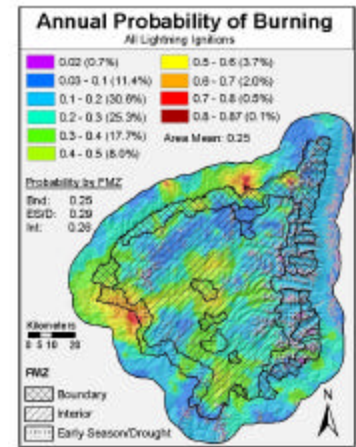 Annual Probability of Burning
All Lightning Ignitions
0.02 (0.7%)
0.03 - 0.1 (11.4%)
0.1 - 0.2 (30.6%)
0.2 - 0.3 (25.3%)
0.3 - 0.4 (17.7%)
0.4 - 0.5 (8.0%)
0.5 - 0.6 (3.7%)
0.6 - 0.7 (2.0%)
0.7 - 0.8 (0.5%)
0.8 - 0.87 (0.1%)
Area Mean: 0.25
Probability by FMZ
Bnd: 0.25
ES/D: 0.29
Int: 0.26
Kilometers
0 5 10 20
FMZ
Boundary
Interior
Early Season/Drought
N